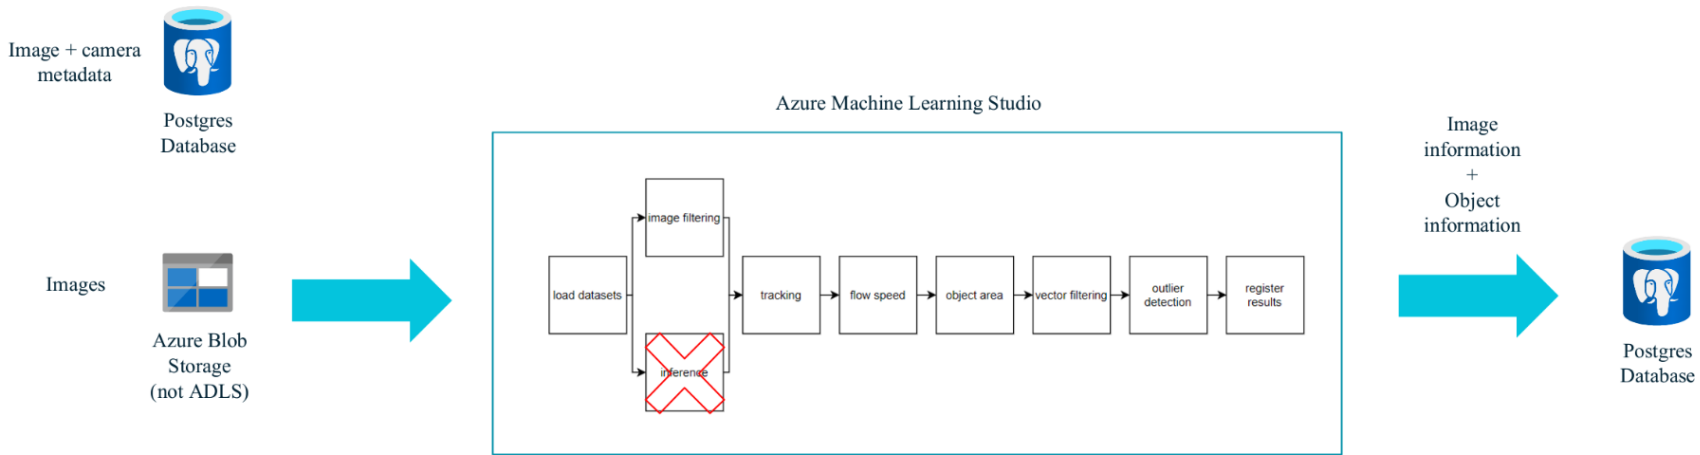 Image + camera
metadata
Postgres
Database
Images
Azure Blob
Storage
(not ADLS)
Azure Machine Learning Studio
load datasets
image filtering
inference
tracking
flow speed
object area
vector filtering
outlier
detection
register
results
Image
information
+
Object
information
Postgres
Database